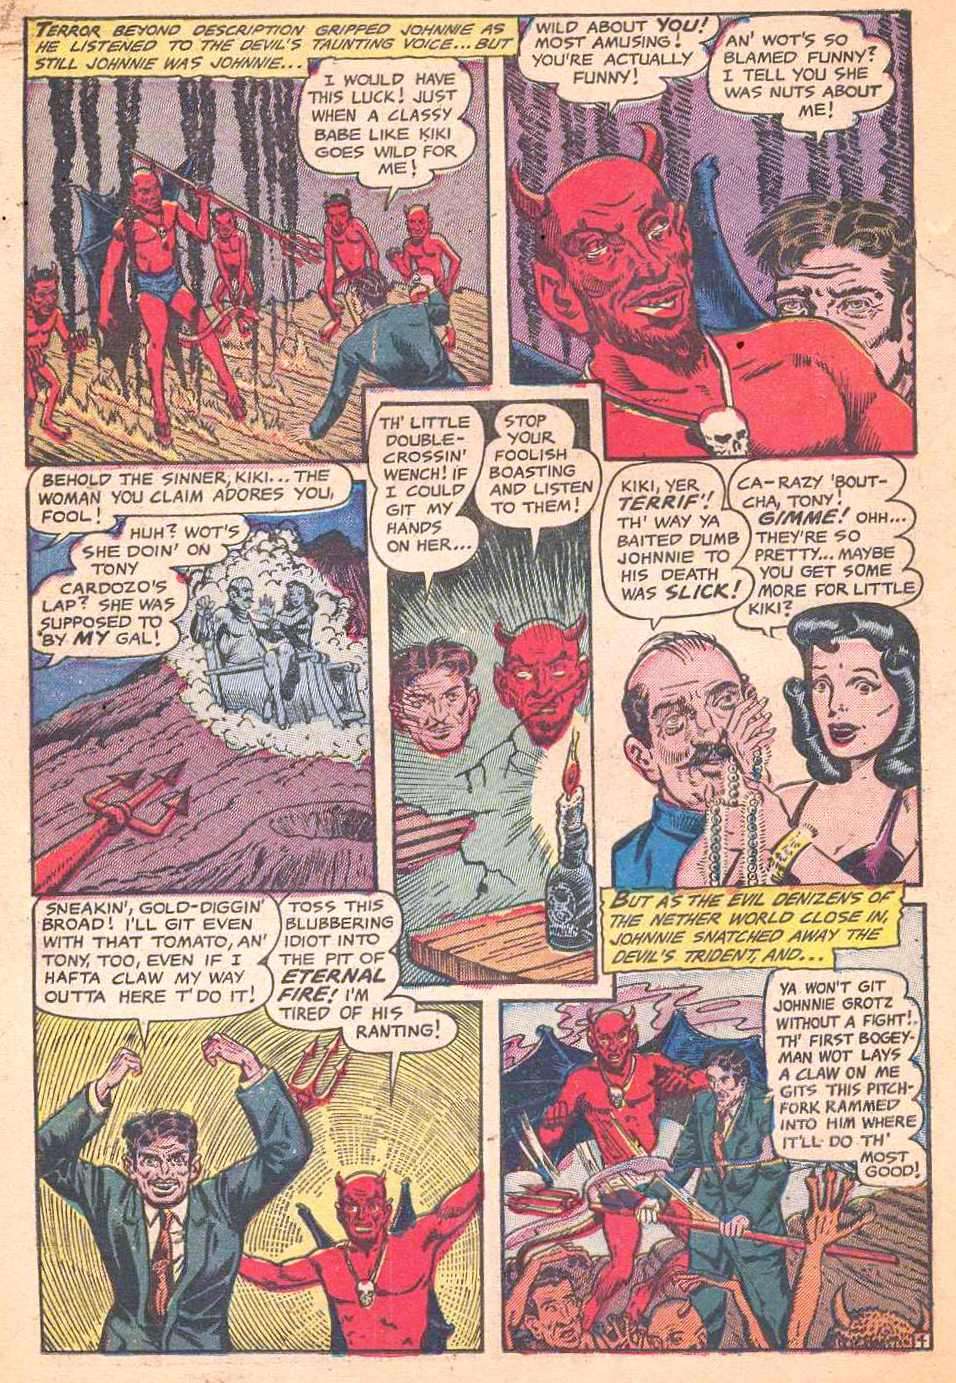 TERROR BEYOND DESCRIPTION GRIPPED JOHNNIE AS
HE LISTENED TO THE DEVIL'S TAUNTING VOICE... BUT
STILL JOHNNIE WAS JOHNNIE...
I WOULD HAVE
THIS LUCK! JUST
WHEN A CLASSY
BABE LIKE KIKI
GOES WILD FOR
ME!
WILD ABOUT YOU!
MOST AMUSING!
YOU'RE ACTUALLY
FUNNY!
AN' WOT'S SO
BLAMED FUNNY?
I TELL YOU SHE
WAS NUTS ABOUT
ME!
BEHOLD THE SINNER, KIKI... THE
WOMAN YOU CLAIM ADORES YOU,
FOOL!
HUH? WOT'S
SHE DOIN' ON
TONY
CARDOZO'S
LAP? SHE WAS
SUPPOSED TO
'BY MY GAL!
TH' LITTLE
DOUBLE-
CROSSIN'
WENCH! IF
I COULD
GIT MY
HANDS
ON HER...
STOP
YOUR
FOOLISH
BOASTING
AND LISTEN
TO THEM!
KIKI, YER
TERRIF'!
TH' WAY YA
BAITED DUMB
JOHNNIE TO
HIS DEATH
WAS SLICK!
CA-RAZY 'BOUT-
CHA, TONY!
GIMME! OHH...
THEY'RE SO
PRETTY... MAYBE
YOU GET SOME
MORE FOR LITTLE
KIKI?
SNEAKIN', GOLD-DIGGIN'
BROAD! I'LL GIT EVEN
WITH THAT TOMATO, AN'
TONY, TOO, EVEN IF I
HAFTA CLAW MY WAY
OUTTA HERE T'DO IT!
TOSS THIS
BLUBBERING
IDIOT INTO
THE PIT OF
ETERNAL
FIRE! I'M
TIRED OF HIS
RANTING!
BUT AS THE EVIL DENIZENS OF
THE NETHER WORLD CLOSE IN,
JOHNNIE SNATCHED AWAY THE
DEVIL'S TRIDENT, AND...
YA WON'T GIT
JOHNNIE GROTZ
WITHOUT A FIGHT!
TH' FIRST BOGEY-
MAN WOT LAYS
A CLAW ON ME
GITS THIS PITCH-
FORK RAMMED
INTO HIM WHERE
IT'LL DO TH'
MOST
GOOD!
4